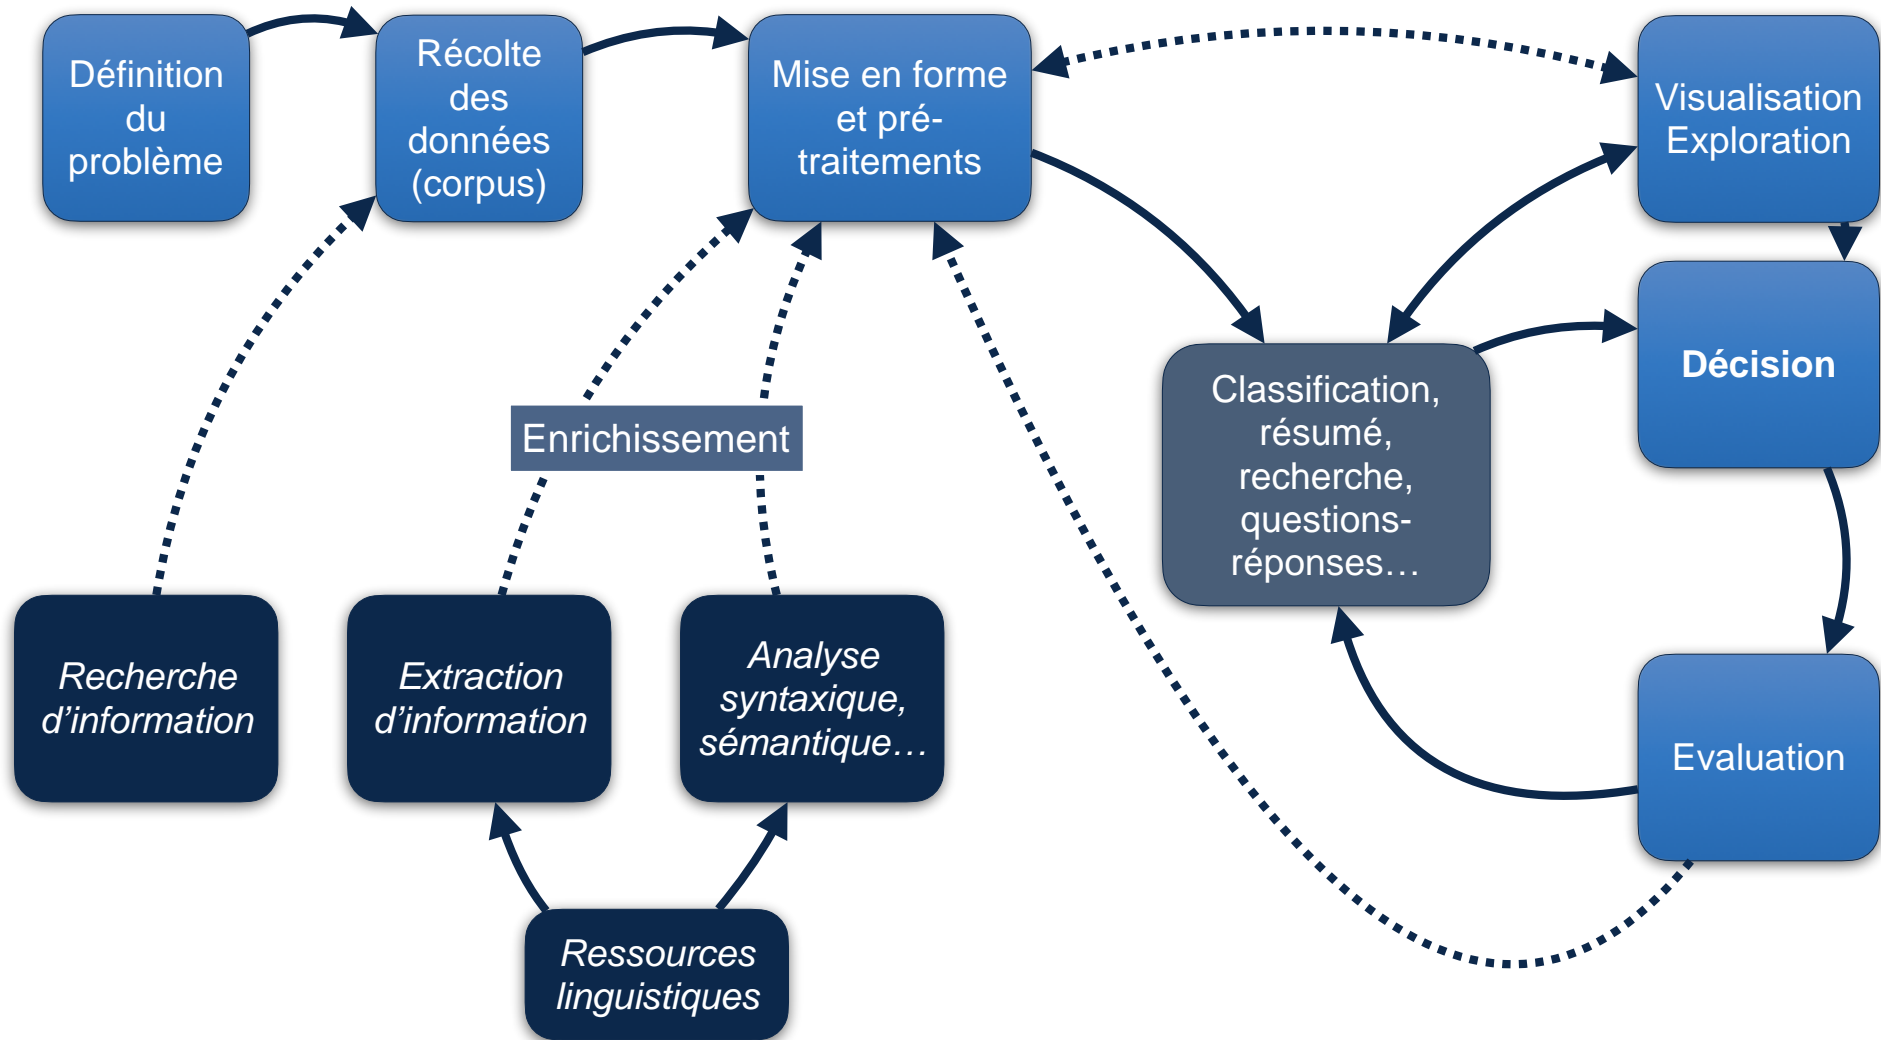 Définition
du
problème
Récolte
des
données
(corpus)
Mise en forme
et pré-
traitements
Visualisation
Exploration
Décision
Classification,
résumé,
recherche,
questions-
réponses…
Enrichissement
Recherche
d’information
Extraction
d’information
Analyse
syntaxique,
sémantique…
Evaluation
Ressources
linguistiques